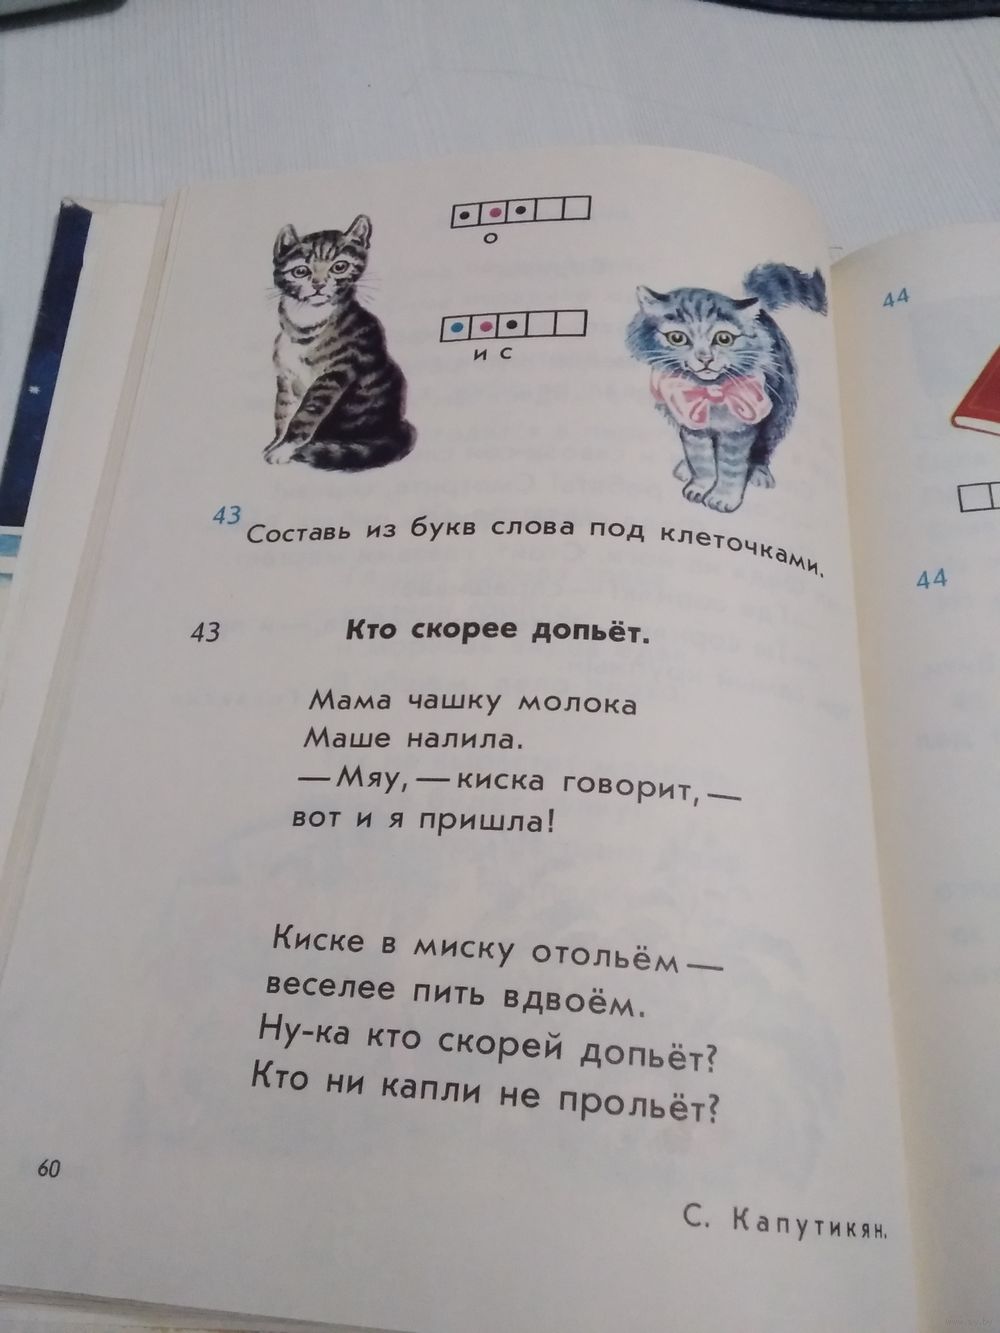 о
и с
44
43 Составь из букв слова под клеточками.
44
43 Кто скорее допьёт.
Мама чашку молока
Маше налила.
— Мяу, — киска говорит, —
вот и я пришла!
Киске в миску отольём —
веселее пить вдвоём.
Ну-ка кто скорей допьёт?
Кто ни капли не прольёт?
60
С. Капутикян.